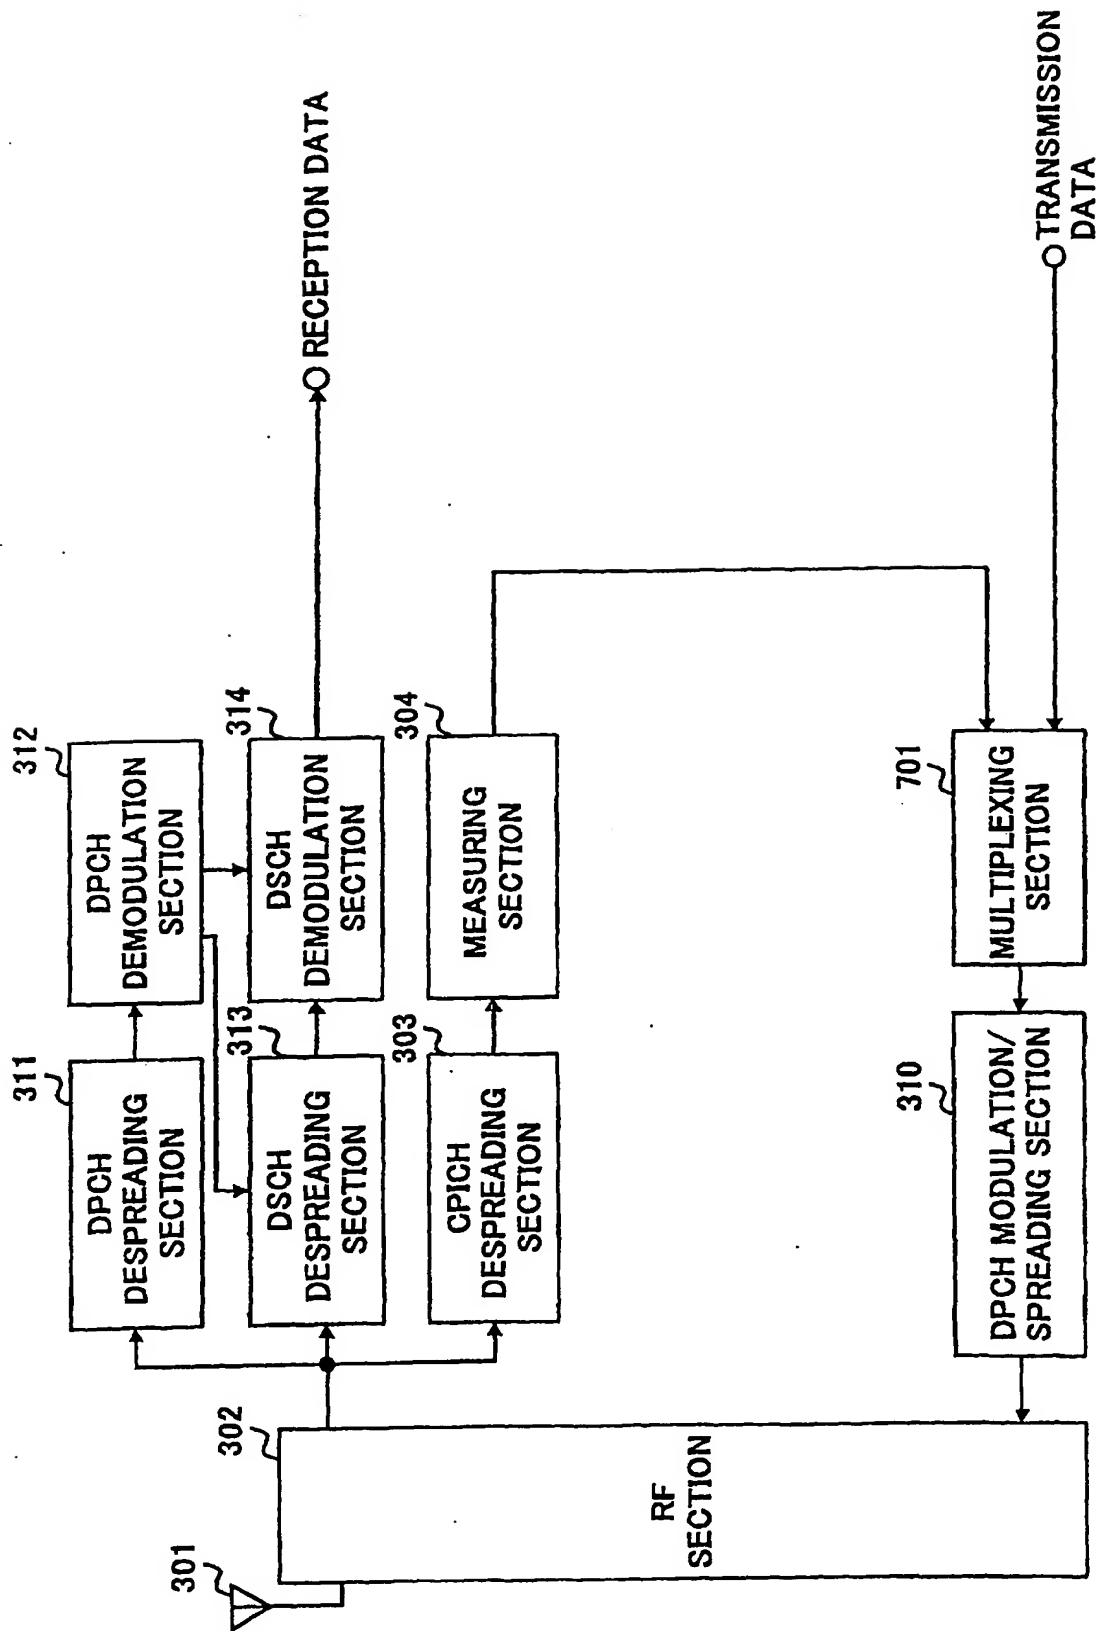 301
302
RF
SECTION
311
DPCH
DESPREADING
SECTION
312
DPCH
DEMODULATION
SECTION
313
DSCH
DESPREADING
SECTION
314
DSCH
DEMODULATION
SECTION
RECEPTION DATA
303
CPICH
DESPREADING
SECTION
304
MEASURING
SECTION
310
DPCH MODULATION/
SPREADING SECTION
701
MULTIPLEXING
SECTION
TRANSMISSION
DATA